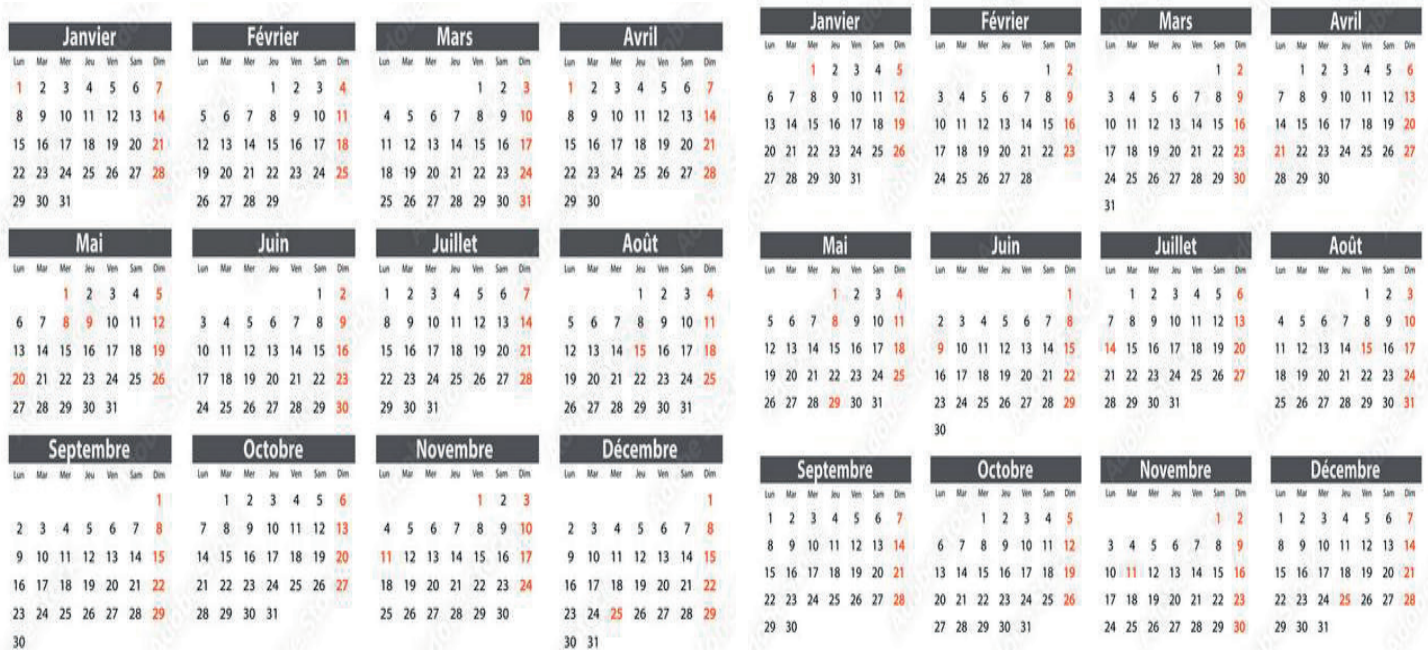 Janvier
Lun Mar Mer Jeu Ven Sam Dim
1 2 3 4 5 6 7
8 9 10 11 12 13 14
15 16 17 18 19 20 21
22 23 24 25 26 27 28
29 30 31
Février
Lun Mar Mer Jeu Ven Sam Dim
1 2 3 4
5 6 7 8 9 10 11
12 13 14 15 16 17 18
19 20 21 22 23 24 25
26 27 28 29
Mars
Lun Mar Mer Jeu Ven Sam Dim
1 2 3
4 5 6 7 8 9 10
11 12 13 14 15 16 17
18 19 20 21 22 23 24
25 26 27 28 29 30 31
Avril
Lun Mar Mer Jeu Ven Sam Dim
1 2 3 4 5 6 7
8 9 10 11 12 13 14
15 16 17 18 19 20 21
22 23 24 25 26 27 28
29 30
Mai
Lun Mar Mer Jeu Ven Sam Dim
1 2 3 4 5
6 7 8 9 10 11 12
13 14 15 16 17 18 19
20 21 22 23 24 25 26
27 28 29 30 31
Juin
Lun Mar Mer Jeu Ven Sam Dim
1 2
3 4 5 6 7 8 9
10 11 12 13 14 15 16
17 18 19 20 21 22 23
24 25 26 27 28 29 30
Juillet
Lun Mar Mer Jeu Ven Sam Dim
1 2 3 4 5 6 7
8 9 10 11 12 13 14
15 16 17 18 19 20 21
22 23 24 25 26 27 28
29 30 31
Août
Lun Mar Mer Jeu Ven Sam Dim
1 2 3 4
5 6 7 8 9 10 11
12 13 14 15 16 17 18
19 20 21 22 23 24 25
26 27 28 29 30 31
Septembre
Lun Mar Mer Jeu Ven Sam Dim
1
2 3 4 5 6 7 8
9 10 11 12 13 14 15
16 17 18 19 20 21 22
23 24 25 26 27 28 29
30
Octobre
Lun Mar Mer Jeu Ven Sam Dim
1 2 3 4 5 6
7 8 9 10 11 12 13
14 15 16 17 18 19 20
21 22 23 24 25 26 27
28 29 30 31
Novembre
Lun Mar Mer Jeu Ven Sam Dim
1 2 3
4 5 6 7 8 9 10
11 12 13 14 15 16 17
18 19 20 21 22 23 24
25 26 27 28 29 30
Décembre
Lun Mar Mer Jeu Ven Sam Dim
1
2 3 4 5 6 7 8
9 10 11 12 13 14 15
16 17 18 19 20 21 22
23 24 25 26 27 28 29
30 31
Janvier
Lun Mar Mer Jeu Ven Sam Dim
1 2 3 4 5
6 7 8 9 10 11 12
13 14 15 16 17 18 19
20 21 22 23 24 25 26
27 28 29 30 31
Février
Lun Mar Mer Jeu Ven Sam Dim
1 2
3 4 5 6 7 8 9
10 11 12 13 14 15 16
17 18 19 20 21 22 23
24 25 26 27 28
Mars
Lun Mar Mer Jeu Ven Sam Dim
1 2
3 4 5 6 7 8 9
10 11 12 13 14 15 16
17 18 19 20 21 22 23
24 25 26 27 28 29 30
31
Avril
Lun Mar Mer Jeu Ven Sam Dim
1 2 3 4 5 6
7 8 9 10 11 12 13
14 15 16 17 18 19 20
21 22 23 24 25 26 27
28 29 30
Mai
Lun Mar Mer Jeu Ven Sam Dim
1 2 3 4
5 6 7 8 9 10 11
12 13 14 15 16 17 18
19 20 21 22 23 24 25
26 27 28 29 30 31
Juin
Lun Mar Mer Jeu Ven Sam Dim
1
2 3 4 5 6 7 8
9 10 11 12 13 14 15
16 17 18 19 20 21 22
23 24 25 26 27 28 29
30
Juillet
Lun Mar Mer Jeu Ven Sam Dim
1 2 3 4 5 6
7 8 9 10 11 12 13
14 15 16 17 18 19 20
21 22 23 24 25 26 27
28 29 30 31
Août
Lun Mar Mer Jeu Ven Sam Dim
1 2 3
4 5 6 7 8 9 10
11 12 13 14 15 16 17
18 19 20 21 22 23 24
25 26 27 28 29 30 31
Septembre
Lun Mar Mer Jeu Ven Sam Dim
1 2 3 4 5 6 7
8 9 10 11 12 13 14
15 16 17 18 19 20 21
22 23 24 25 26 27 28
29 30
Octobre
Lun Mar Mer Jeu Ven Sam Dim
1 2 3 4 5
6 7 8 9 10 11 12
13 14 15 16 17 18 19
20 21 22 23 24 25 26
27 28 29 30 31
Novembre
Lun Mar Mer Jeu Ven Sam Dim
1 2
3 4 5 6 7 8 9
10 11 12 13 14 15 16
17 18 19 20 21 22 23
24 25 26 27 28 29 30
Décembre
Lun Mar Mer Jeu Ven Sam Dim
1 2 3 4 5 6 7
8 9 10 11 12 13 14
15 16 17 18 19 20 21
22 23 24 25 26 27 28
29 30 31